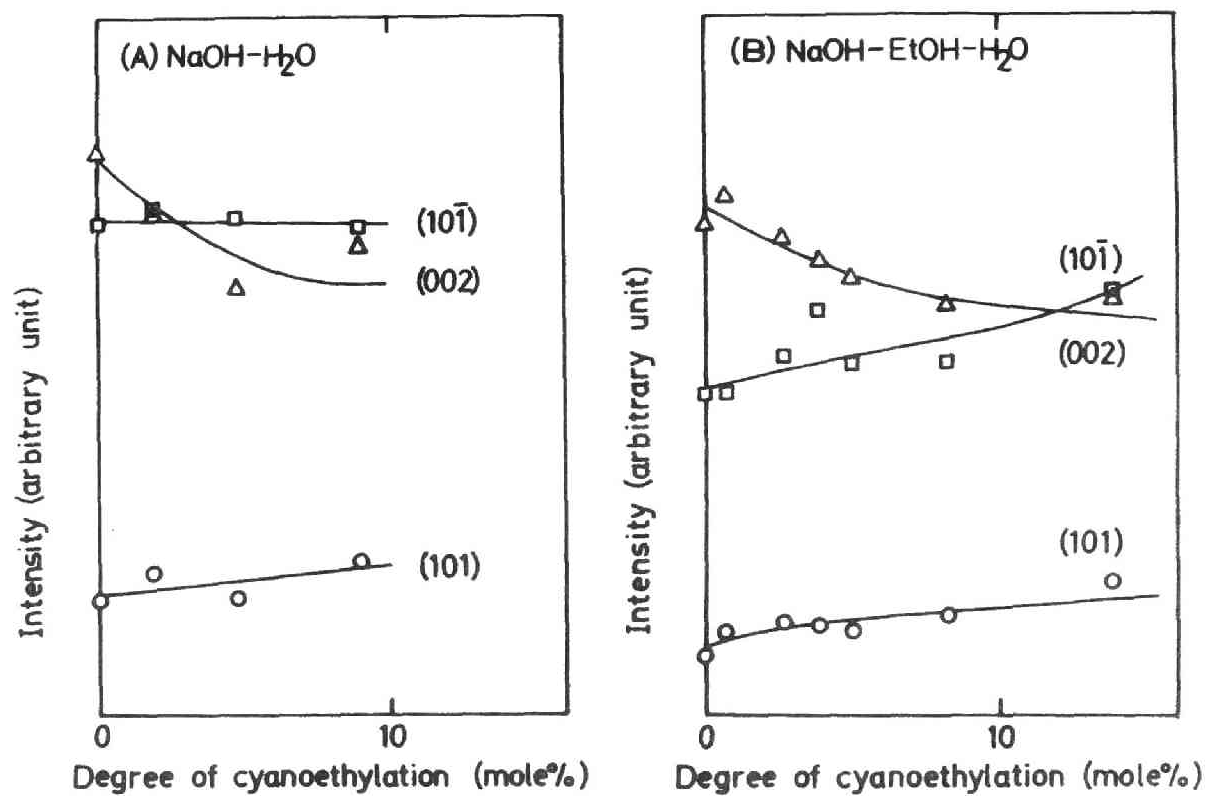 (A) NaOH-H₂O
(101̄)
(002)
(101)
Intensity (arbitrary unit)
0
10
Degree of cyanoethylation (mole%)
(B) NaOH-EtOH-H₂O
(101̄)
(002)
(101)
Intensity (arbitrary unit)
0
10
Degree of cyanoethylation (mole%)